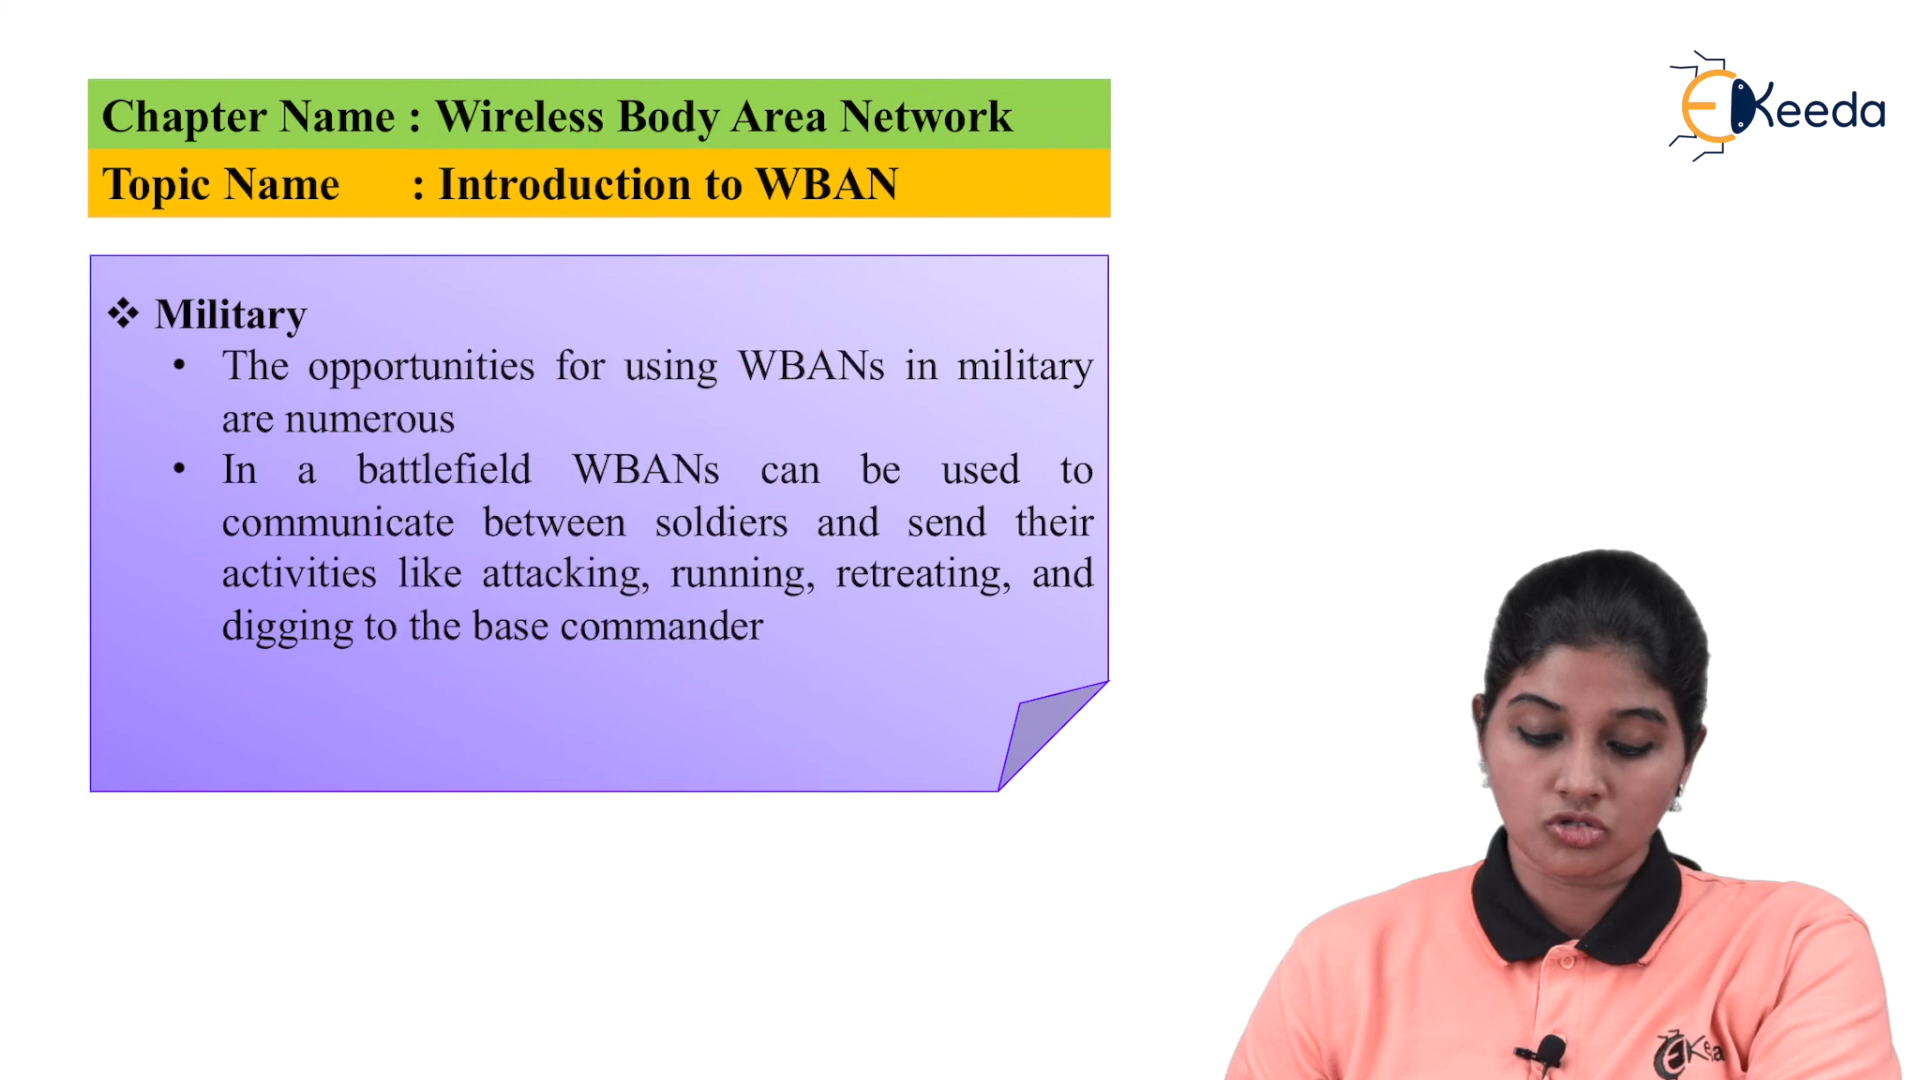 Chapter Name : Wireless Body Area Network
Topic Name : Introduction to WBAN
EKeeda
❖ Military
• The opportunities for using WBANs in military
are numerous
• In a battlefield WBANs can be used to
communicate between soldiers and send their
activities like attacking, running, retreating, and
digging to the base commander